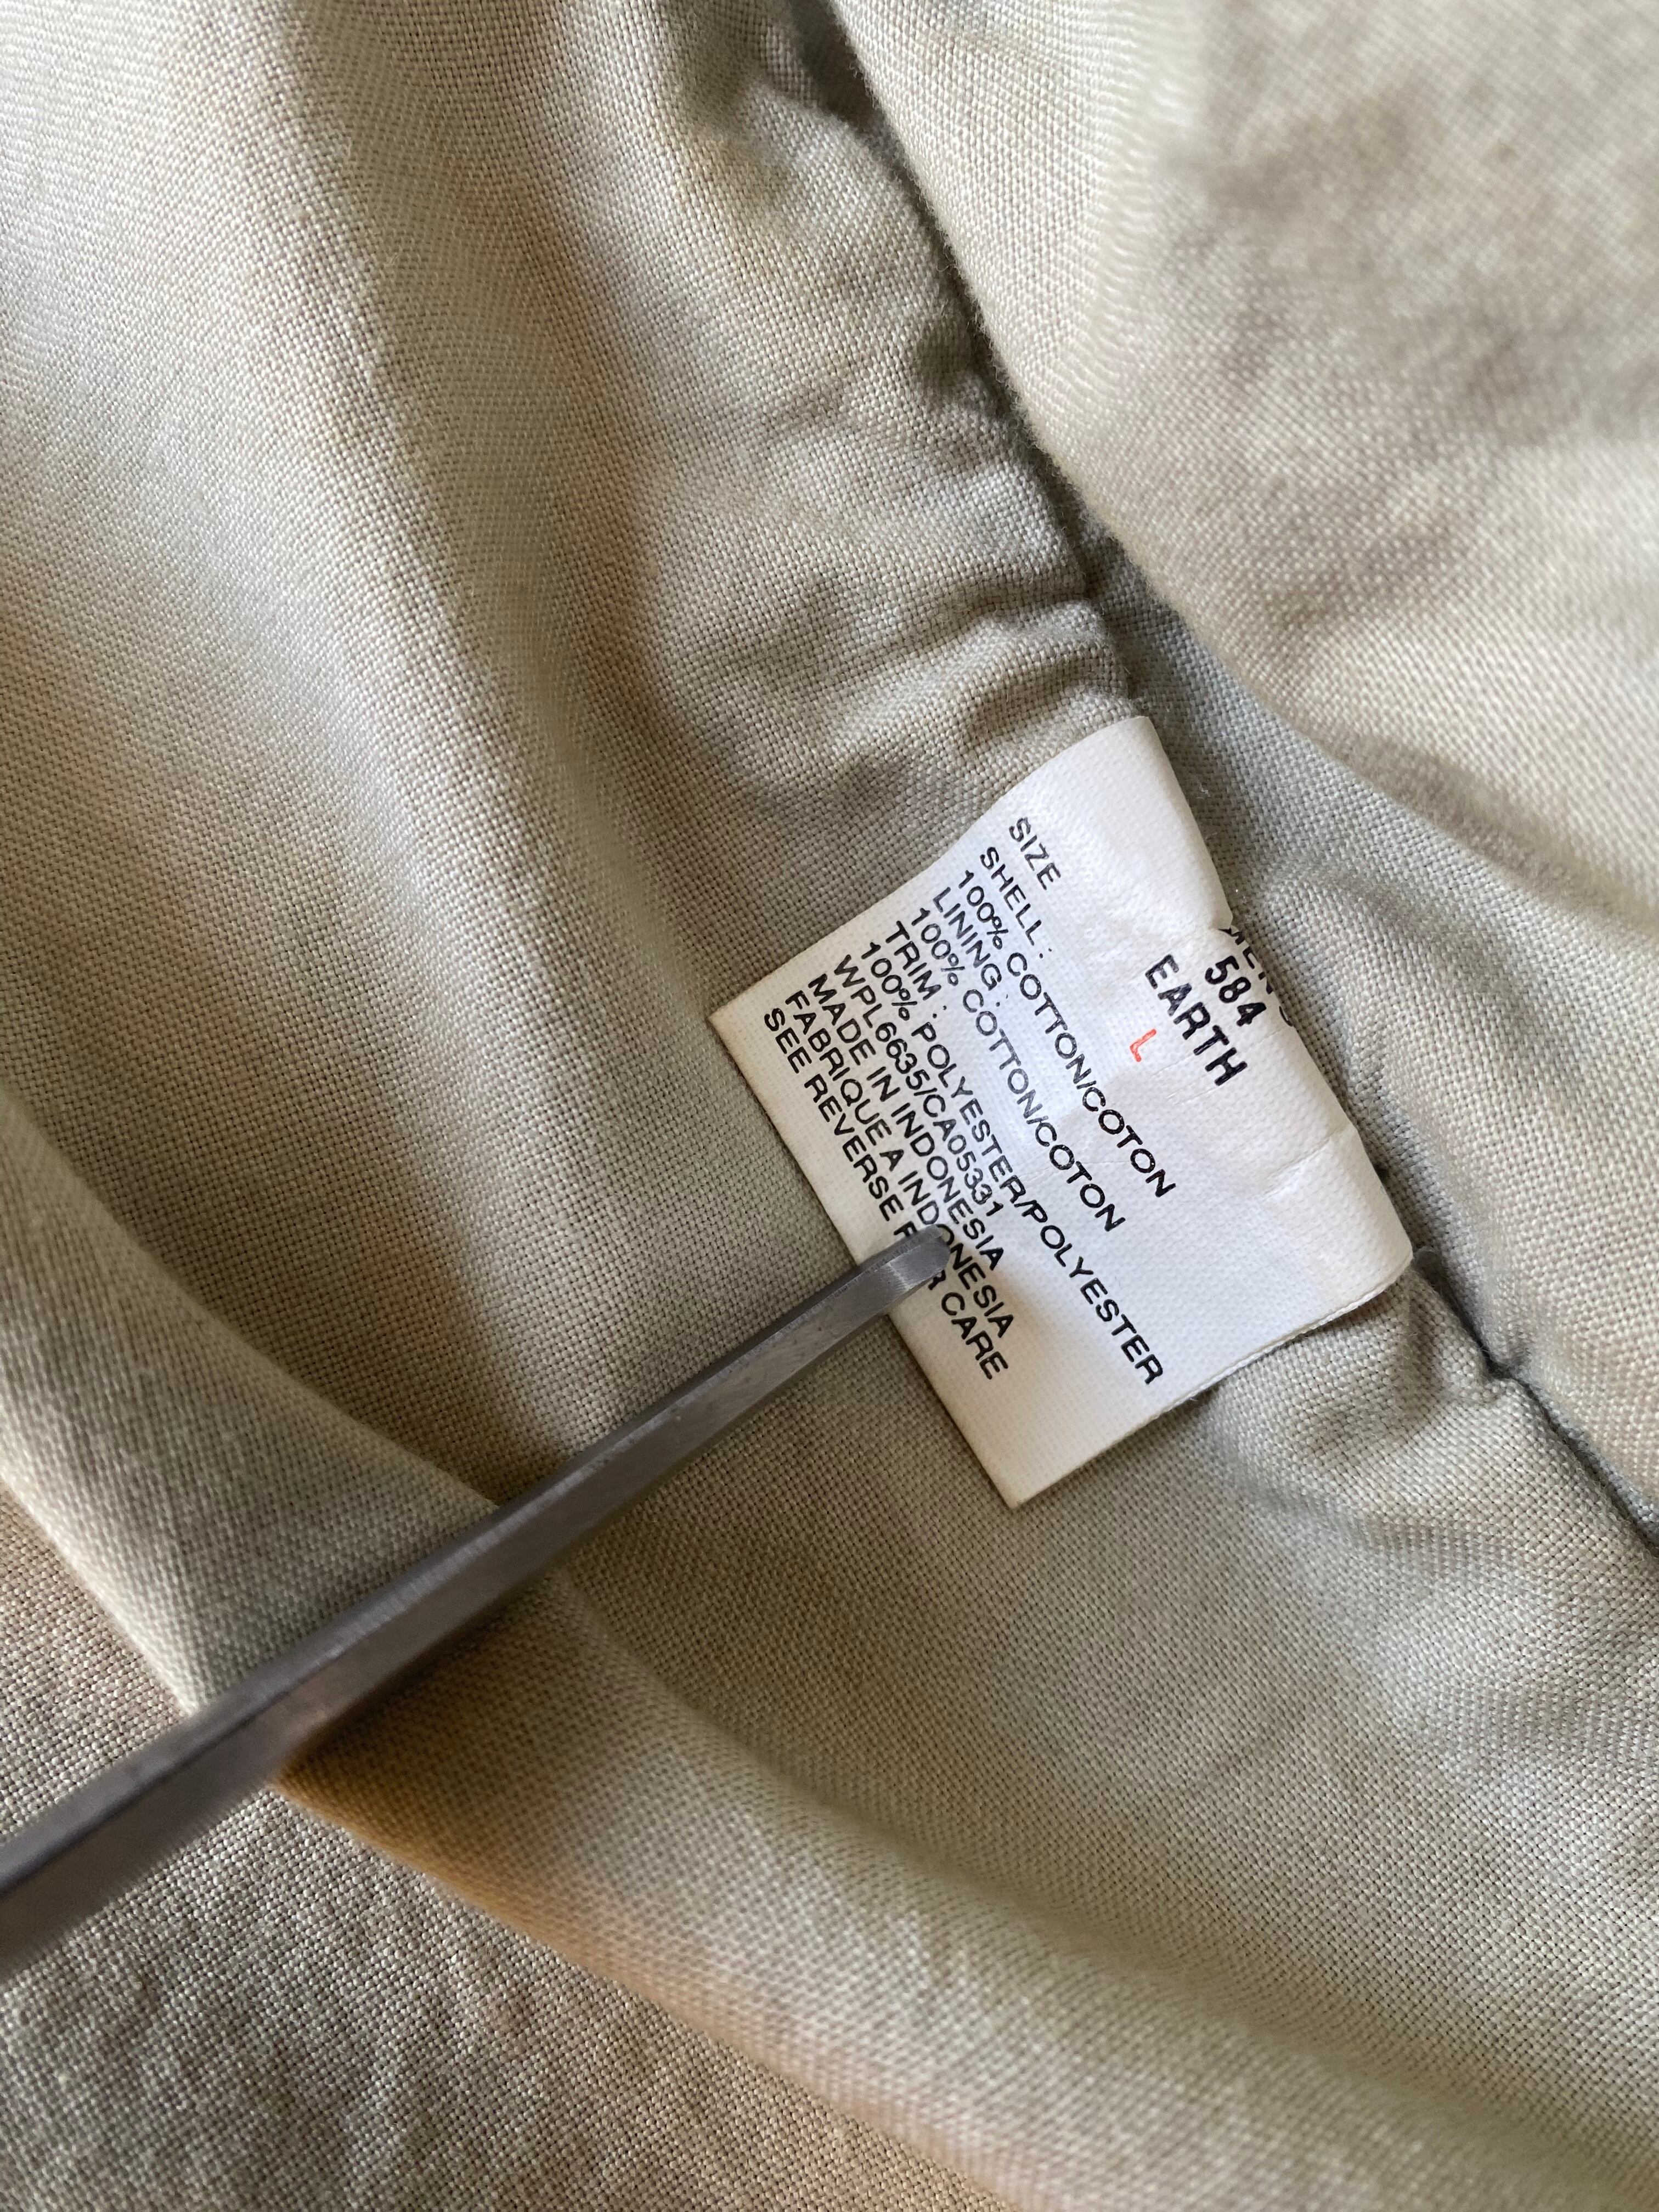 584
EARTH
L
SIZE
SHELL :
100% COTTON/COTON
LINING :
100% COTTON/COTON
TRIM :
100% POLYESTER/POLYESTER
WPL6635/CA05331
MADE IN INDONESIA
FABRIQUE A INDONESIA
SEE REVERSE FOR CARE